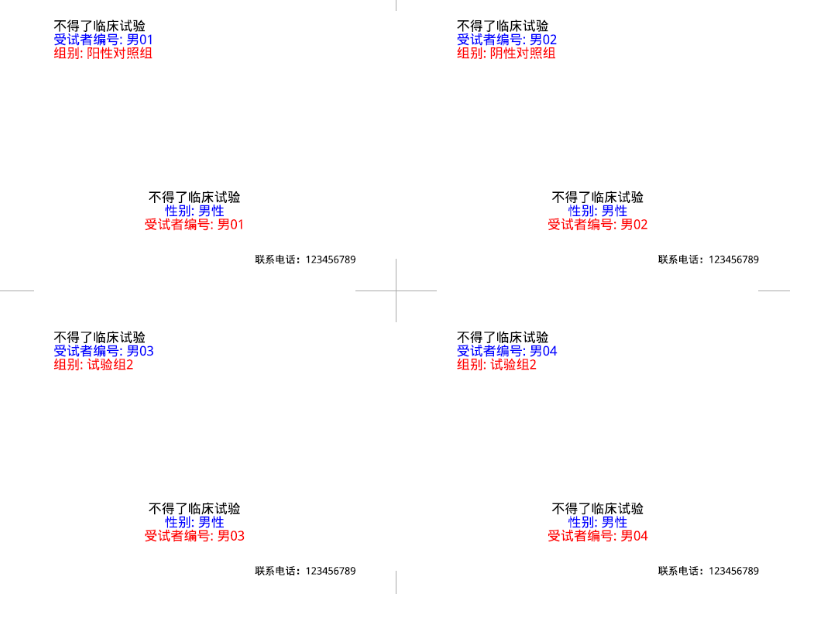 不得了临床试验
受试者编号: 男01
组别: 阳性对照组
不得了临床试验
性别: 男性
受试者编号: 男01
联系电话：123456789
不得了临床试验
受试者编号: 男02
组别: 阴性对照组
不得了临床试验
性别: 男性
受试者编号: 男02
联系电话：123456789
不得了临床试验
受试者编号: 男03
组别: 试验组2
不得了临床试验
性别: 男性
受试者编号: 男03
联系电话：123456789
不得了临床试验
受试者编号: 男04
组别: 试验组2
不得了临床试验
性别: 男性
受试者编号: 男04
联系电话：123456789